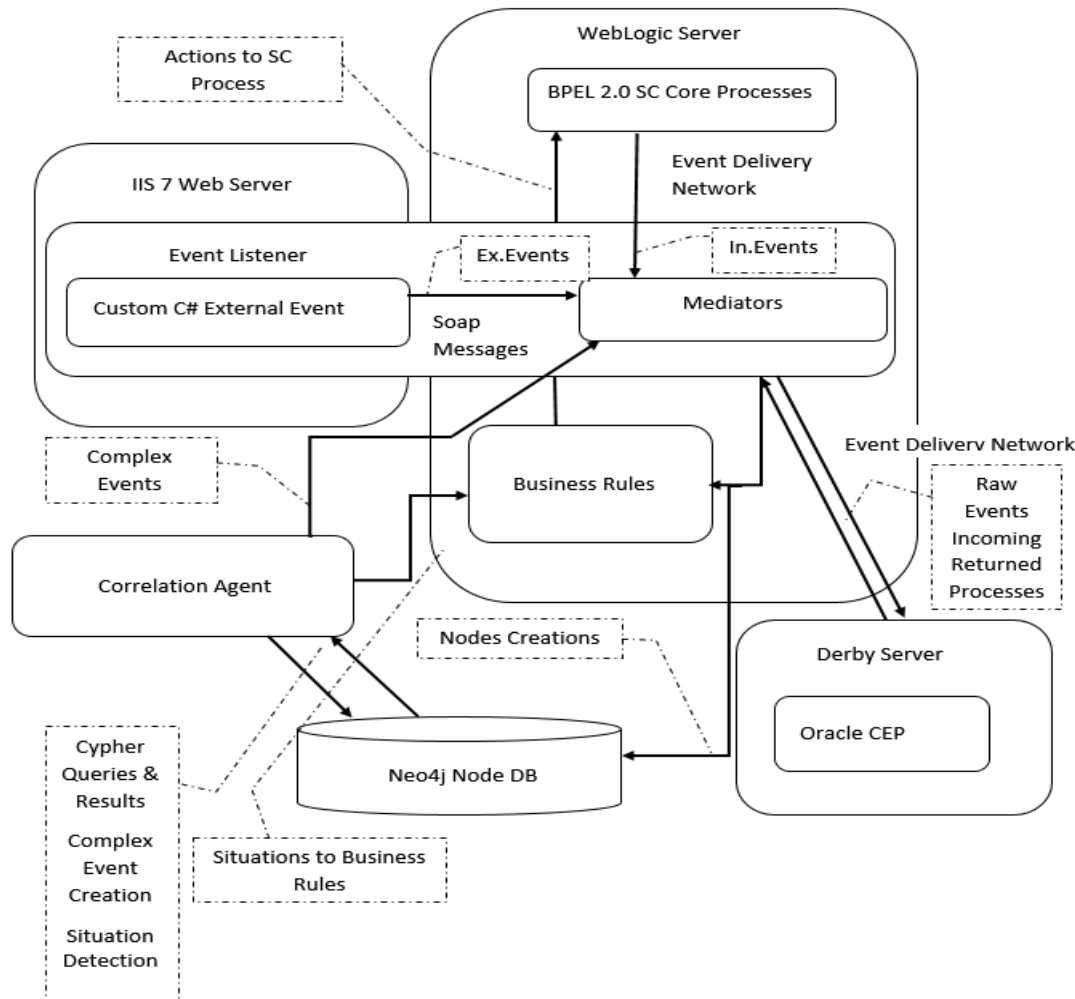 WebLogic Server
Actions to SC
Process
BPEL 2.0 SC Core Processes
Event Delivery
Network
IIS 7 Web Server
Event Listener
Ex.Events
In.Events
Custom C# External Event
Mediators
Soap
Messages
Complex
Events
Business Rules
Event Delivery Network
Raw
Events
Incoming
Returned
Processes
Correlation Agent
Nodes Creations
Derby Server
Oracle CEP
Neo4j Node DB
Cypher
Queries &
Results
Complex
Event
Creation
Situation
Detection
Situations to Business
Rules